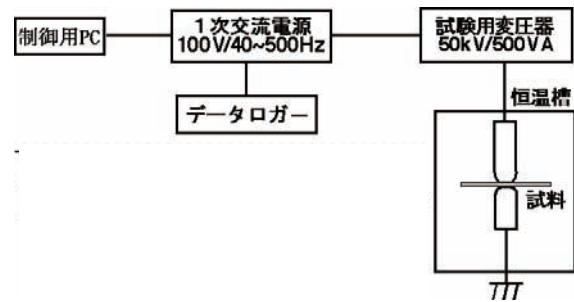 制御用PC
1次交流電源
100V/40~500Hz
試験用変圧器
50kV/500VA
データロガー
恒温槽
試料